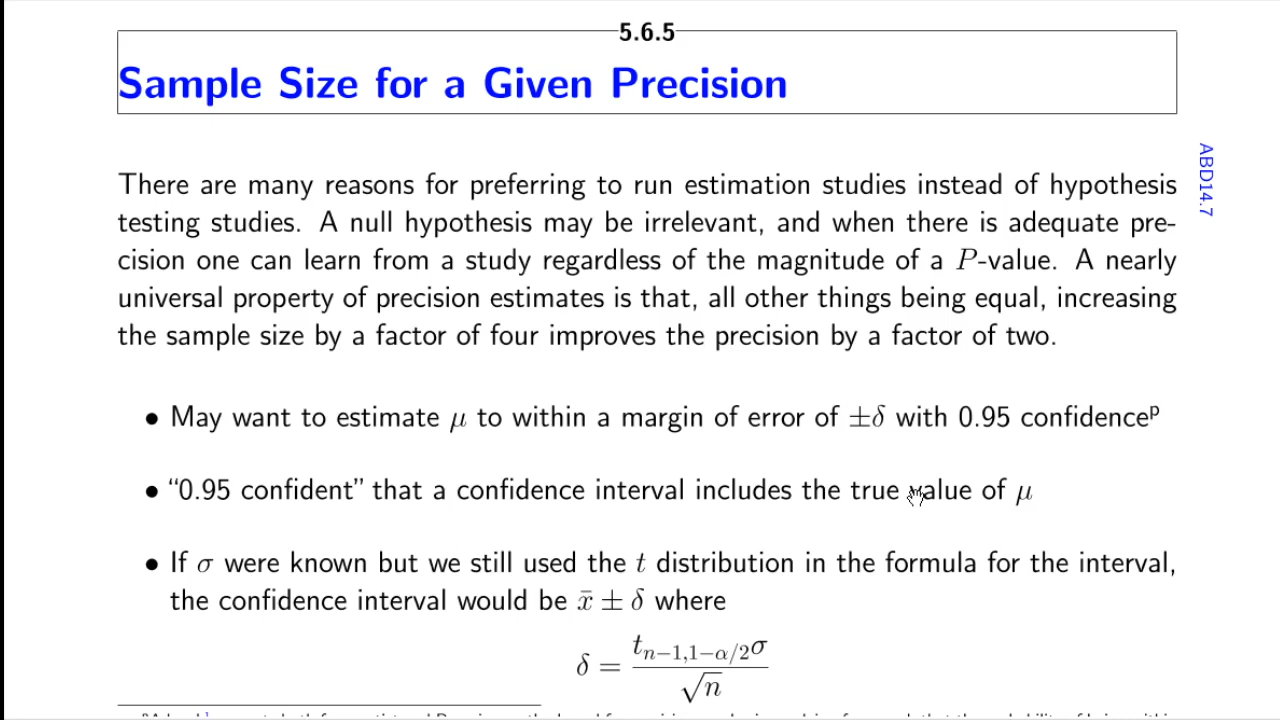 5.6.5
Sample Size for a Given Precision
ABD14.7
There are many reasons for preferring to run estimation studies instead of hypothesis
testing studies. A null hypothesis may be irrelevant, and when there is adequate pre-
cision one can learn from a study regardless of the magnitude of a P-value. A nearly
universal property of precision estimates is that, all other things being equal, increasing
the sample size by a factor of four improves the precision by a factor of two.
• May want to estimate μ to within a margin of error of ±δ with 0.95 confidenceᵖ
• “0.95 confident” that a confidence interval includes the true value of μ
• If σ were known but we still used the t distribution in the formula for the interval,
the confidence interval would be x̄ ± δ where
δ = t_{n−1,1−α/2}σ / √n